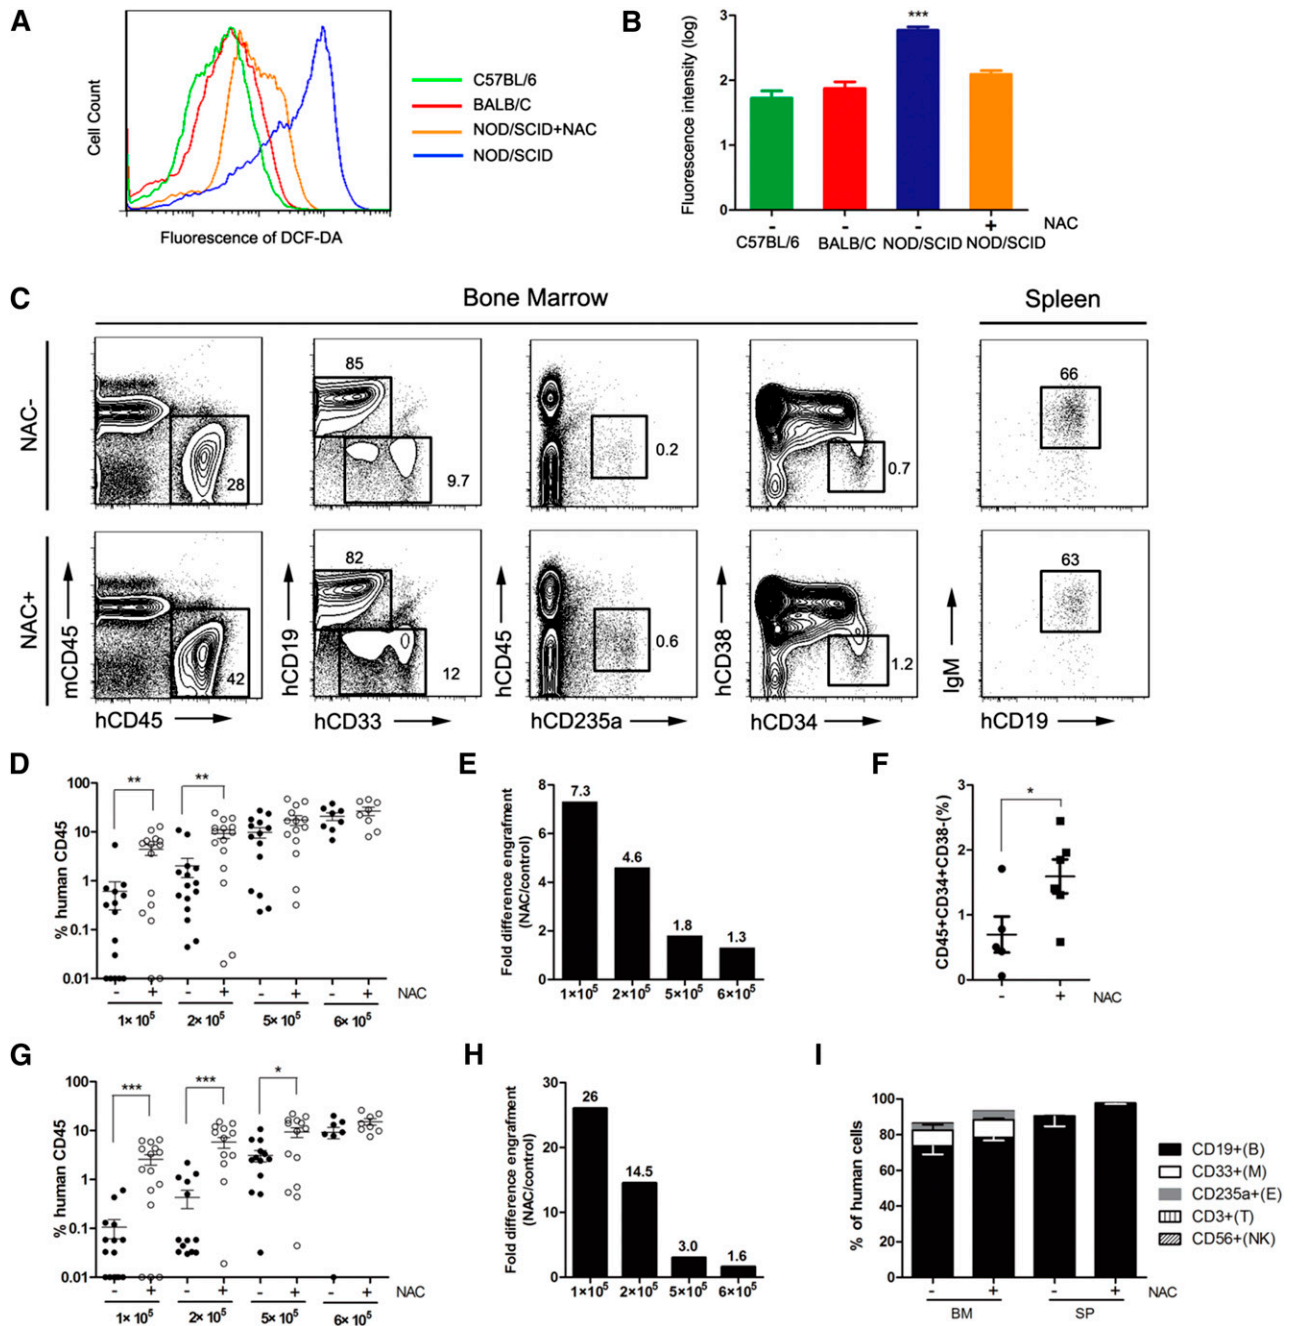 A
Cell Count
Fluorescence of DCF-DA
C57BL/6
BALB/C
NOD/SCID+NAC
NOD/SCID
B
Fluorescence intensity (log)
3
2
1
0
***
- - - + NAC
C57BL/6 BALB/C NOD/SCID NOD/SCID
C
Bone Marrow Spleen
NAC-
28
85
9.7
0.2
0.7
66
NAC+
42
82
12
0.6
1.2
63
mCD45
hCD19
hCD45
hCD38
IgM
hCD45 hCD33 hCD235a hCD34 hCD19
D
% human CD45
100
10
1
0.1
0.01
** **
- + - + - + - + NAC
1× 10⁵ 2× 10⁵ 5× 10⁵ 6× 10⁵
E
Fold difference engrafment
(NAC/control)
8
6
4
2
0
7.3
4.6
1.8
1.3
1×10⁵ 2×10⁵ 5×10⁵ 6×10⁵
F
CD45+CD34+CD38-(%)
3
2
1
0
*
- + NAC
G
% human CD45
100
10
1
0.1
0.01
*** *** *
- + - + - + - + NAC
1× 10⁵ 2× 10⁵ 5× 10⁵ 6× 10⁵
H
Fold difference engrafment
(NAC/control)
30
20
10
0
26
14.5
3.0
1.6
1×10⁵ 2×10⁵ 5×10⁵ 6×10⁵
I
% of human cells
100
80
60
40
20
0
- + - + NAC
BM SP
CD19+(B)
CD33+(M)
CD235a+(E)
CD3+(T)
CD56+(NK)